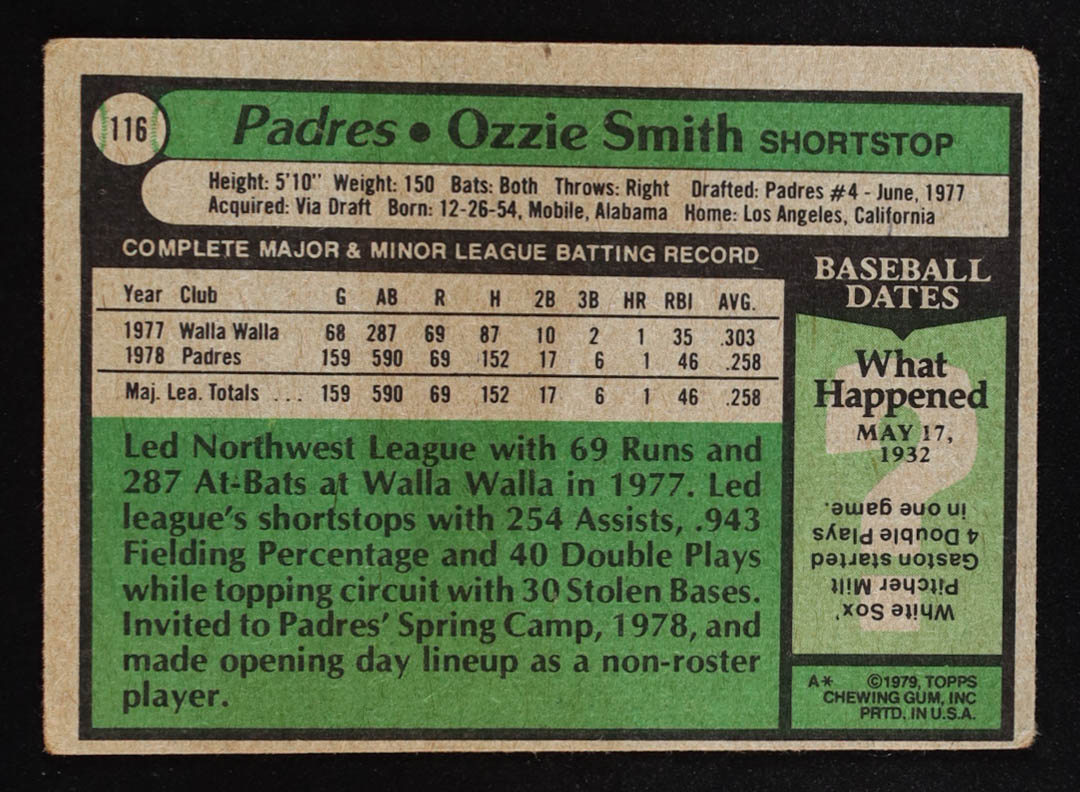 116
Padres • Ozzie Smith SHORTSTOP
Height: 5'10" Weight: 150 Bats: Both Throws: Right Drafted: Padres #4 - June, 1977
Acquired: Via Draft Born: 12-26-54, Mobile, Alabama Home: Los Angeles, California
COMPLETE MAJOR & MINOR LEAGUE BATTING RECORD
Year Club G AB R H 2B 3B HR RBI AVG.
1977 Walla Walla 68 287 69 87 10 2 1 35 .303
1978 Padres 159 590 69 152 17 6 1 46 .258
Maj. Lea. Totals ... 159 590 69 152 17 6 1 46 .258
Led Northwest League with 69 Runs and
287 At-Bats at Walla Walla in 1977. Led
league's shortstops with 254 Assists, .943
Fielding Percentage and 40 Double Plays
while topping circuit with 30 Stolen Bases.
Invited to Padres' Spring Camp, 1978, and
made opening day lineup as a non-roster
player.
BASEBALL
DATES
What
Happened
MAY 17,
1932
?
White Sox'
Pitcher Milt
Gaston started
4 Double Plays
in one game.
A* ©1979, TOPPS
CHEWING GUM, INC
PRTD. IN U.S.A.